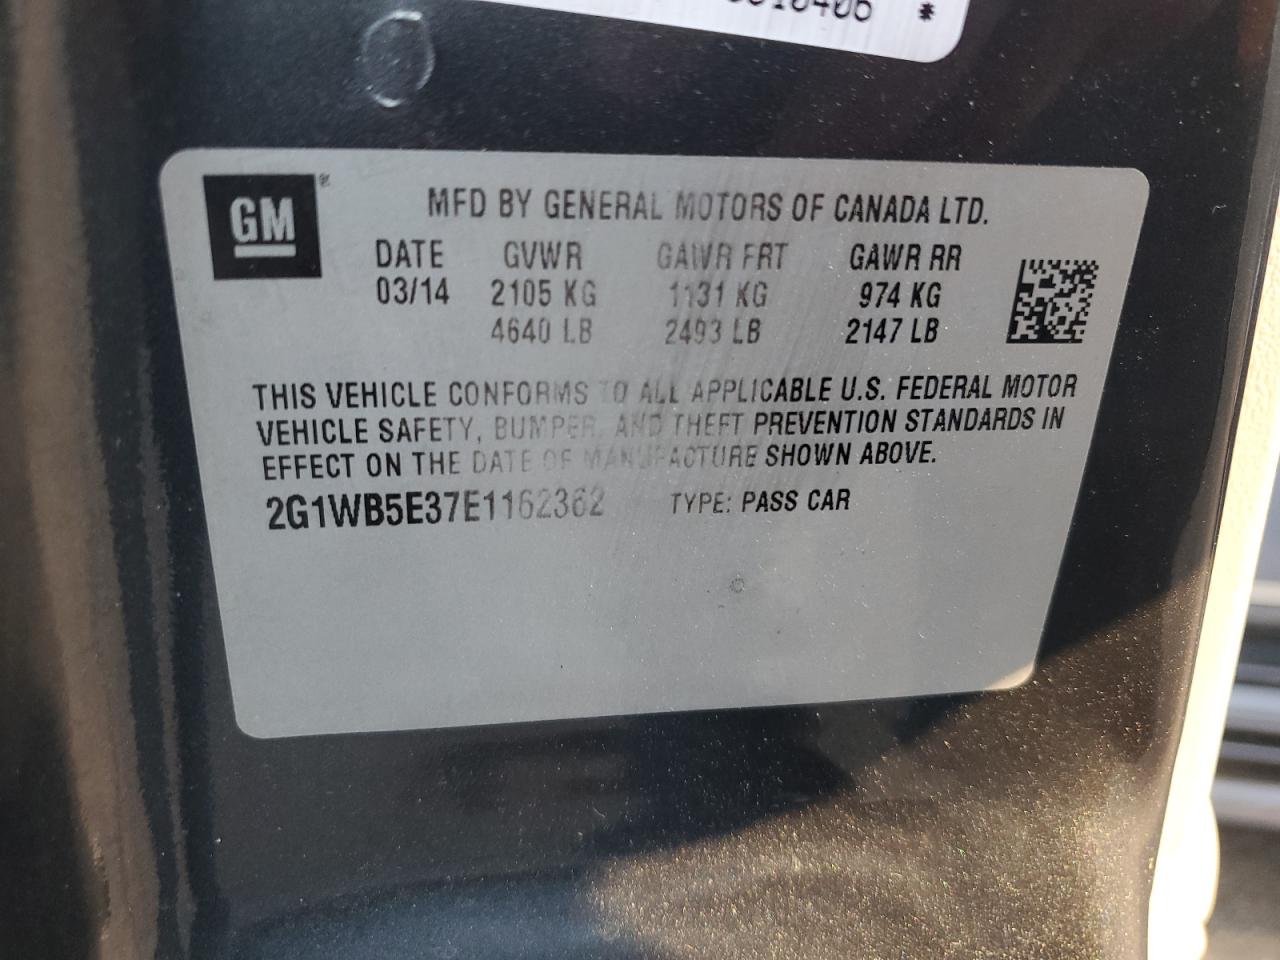 *
GM
MFD BY GENERAL MOTORS OF CANADA LTD.
DATE GVWR GAWR FRT GAWR RR
03/14 2105 KG 1131 KG 974 KG
4640 LB 2493 LB 2147 LB
THIS VEHICLE CONFORMS TO ALL APPLICABLE U.S. FEDERAL MOTOR
VEHICLE SAFETY, BUMPER, AND THEFT PREVENTION STANDARDS IN
EFFECT ON THE DATE OF MANUFACTURE SHOWN ABOVE.
2G1WB5E37E1162362 TYPE: PASS CAR